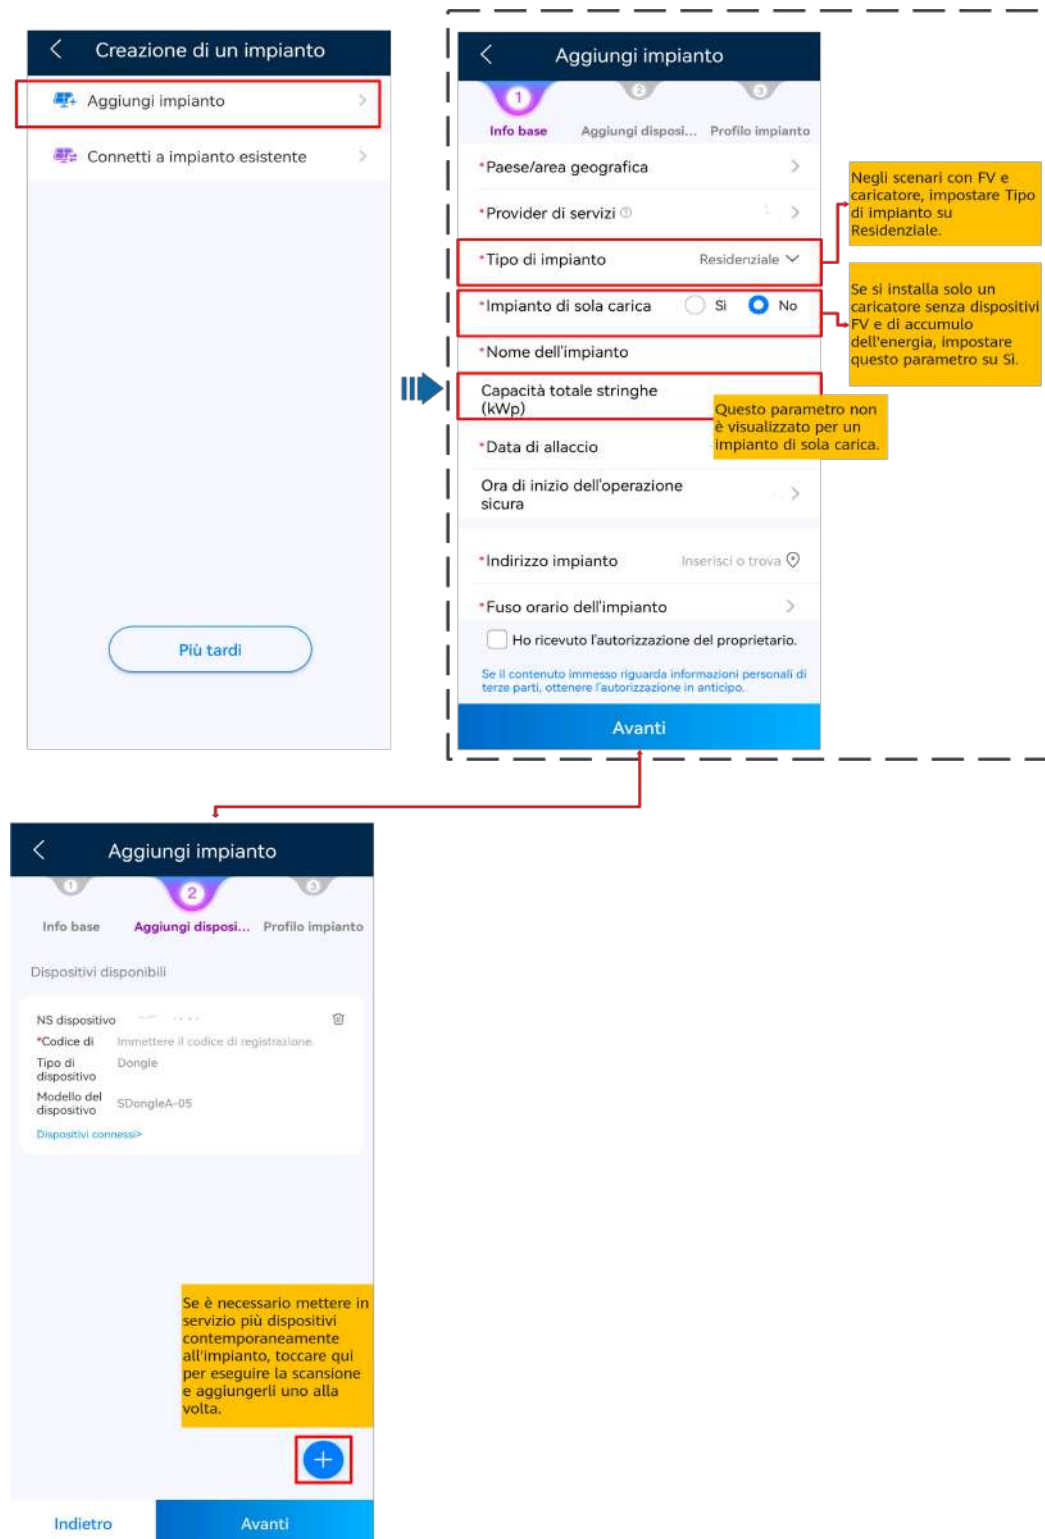 Creazione di un impianto
Aggiungi impianto
Connetti a impianto esistente
Più tardi
Aggiungi impianto
1
2
3
Info base
Aggiungi disposi...
Profilo impianto
*Paese/area geografica
*Provider di servizi
*Tipo di impianto
Residenziale
*Impianto di sola carica
Sì
No
*Nome dell'impianto
Capacità totale stringhe
(kWp)
*Data di allaccio
Ora di inizio dell'operazione
sicura
*Indirizzo impianto
Inserisci o trova
*Fuso orario dell'impianto
Ho ricevuto l'autorizzazione del proprietario.
Se il contenuto immesso riguarda informazioni personali di
terze parti, ottenere l'autorizzazione in anticipo.
Avanti
Negli scenari con FV e
caricatore, impostare Tipo
di impianto su
Residenziale.
Se si installa solo un
caricatore senza dispositivi
FV e di accumulo
dell'energia, impostare
questo parametro su Sì.
Questo parametro non
è visualizzato per un
impianto di sola carica.
Aggiungi impianto
1
2
3
Info base
Aggiungi disposi...
Profilo impianto
Dispositivi disponibili
NS dispositivo
*Codice di
Immettere il codice di registrazione.
Tipo di
dispositivo
Dongle
Modello del
dispositivo
SDongleA-05
Dispositivi connessi>
Se è necessario mettere in
servizio più dispositivi
contemporaneamente
all'impianto, toccare qui
per eseguire la scansione
e aggiungerli uno alla
volta.
Indietro
Avanti